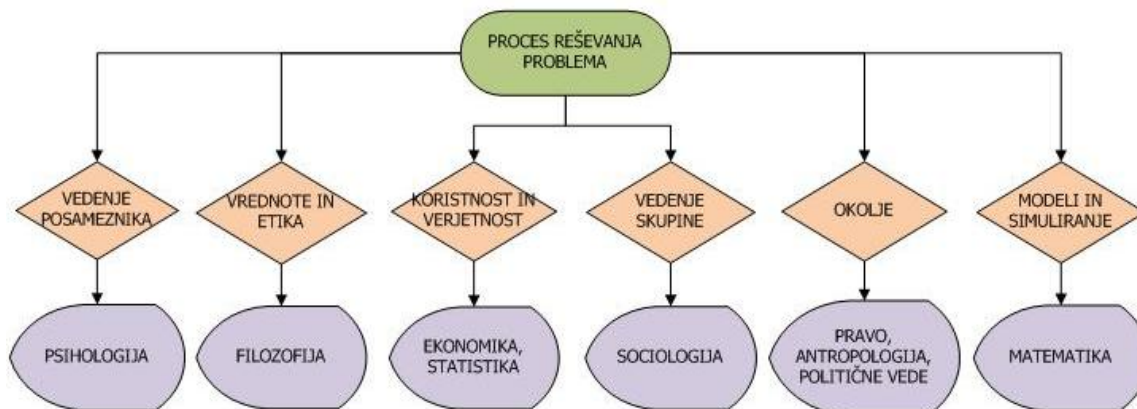 PROCES REŠEVANJA
PROBLEMA
VEDENJE
POSAMEZNIKA
VREDNOTE IN
ETIKA
KORISTNOST IN
VERJETNOST
VEDENJE
SKUPINE
OKOLJE
MODELI IN
SIMULIRANJE
PSIHOLOGIJA
FILOZOFIJA
EKONOMIKA,
STATISTIKA
SOCIOLOGIJA
PRAVO,
ANTROPOLOGIJA,
POLITIČNE VEDE
MATEMATIKA